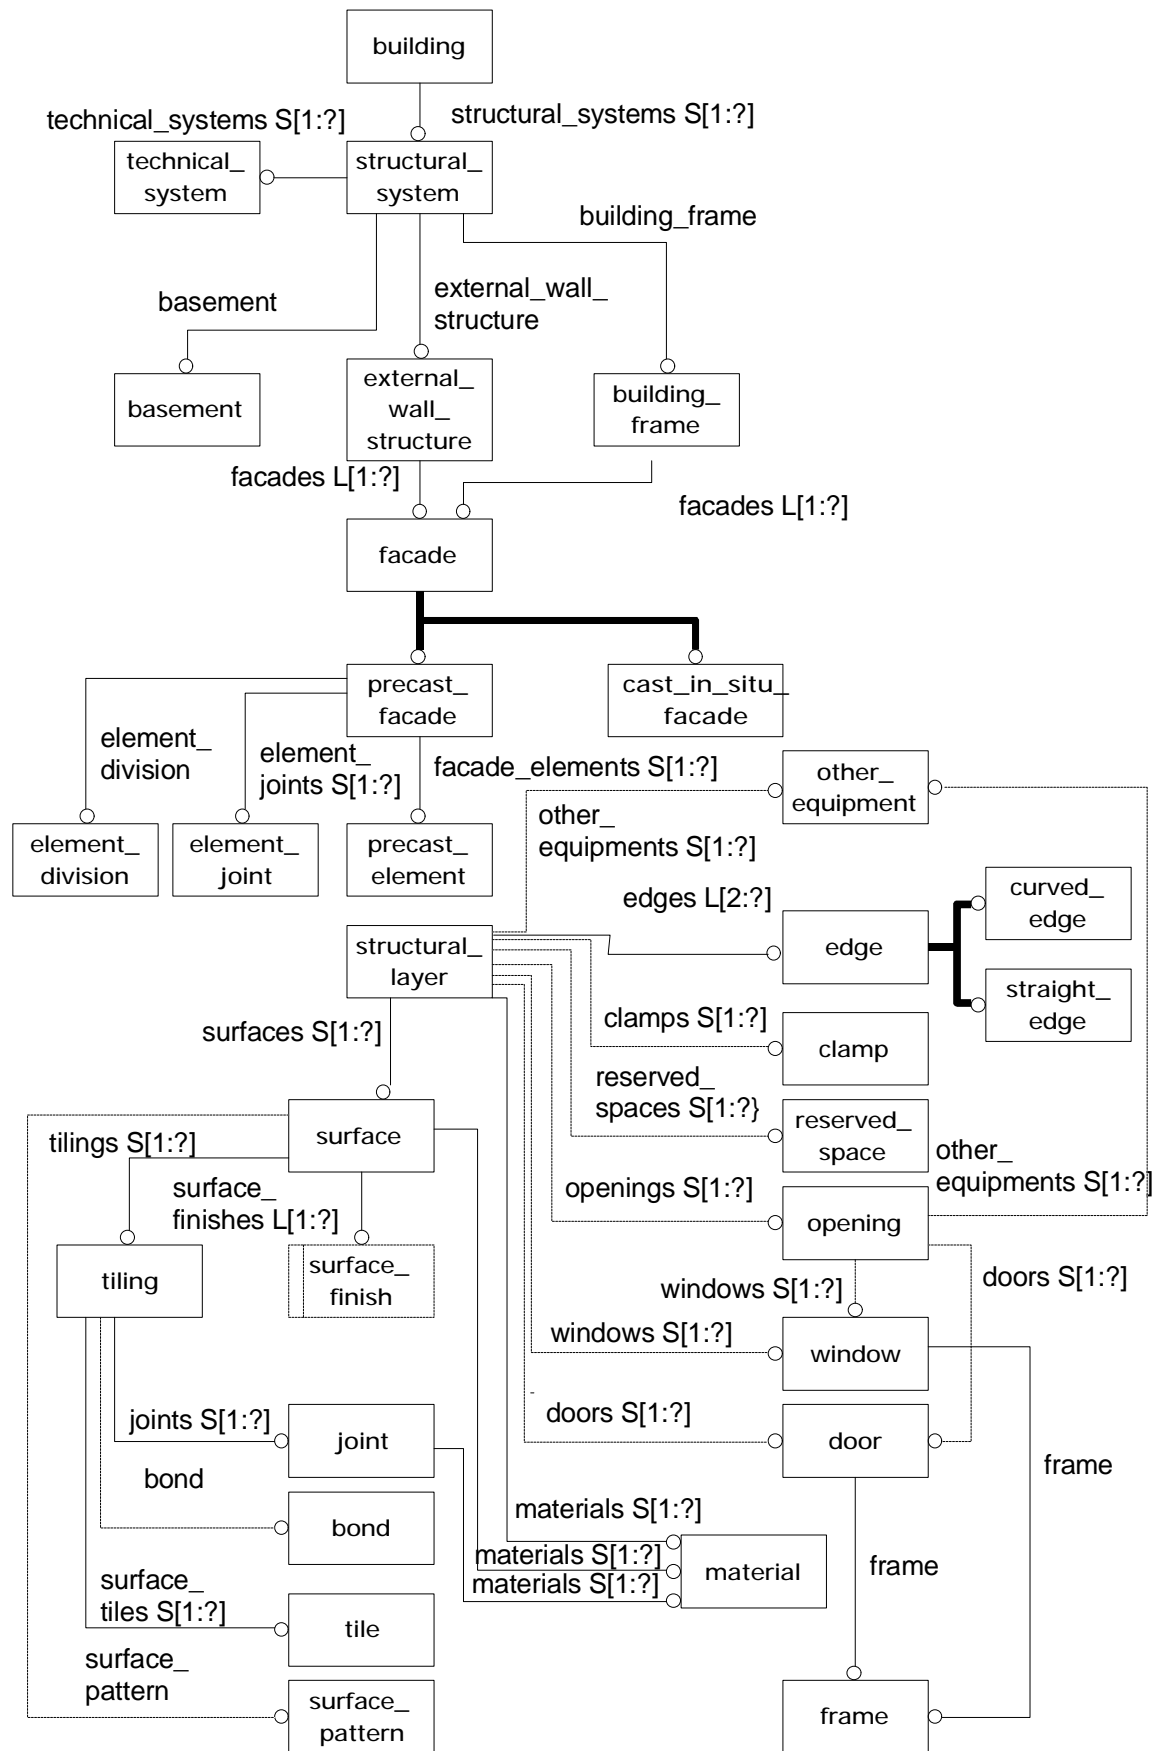 building
technical_systems S[1:?]
structural_systems S[1:?]
technical_
system
structural_
system
building_frame
basement
external_wall_
structure
basement
external_
wall_
structure
building_
frame
facades L[1:?]
facades L[1:?]
facade
precast_
facade
cast_in_situ_
facade
element_
division
element_
joints S[1:?]
facade_elements S[1:?]
other_
equipment
other_
equipments S[1:?]
element_
division
element_
joint
precast_
element
edges L[2:?]
curved_
edge
structural_
layer
edge
straight_
edge
surfaces S[1:?]
clamps S[1:?]
clamp
reserved_
spaces S[1:?}
surface
reserved_
space
tilings S[1:?]
other_
equipments S[1:?]
surface_
finishes L[1:?]
openings S[1:?]
opening
tiling
surface_
finish
windows S[1:?]
doors S[1:?]
windows S[1:?]
window
joints S[1:?]
joint
doors S[1:?]
door
frame
bond
bond
materials S[1:?]
materials S[1:?]
materials S[1:?]
material
frame
surface_
tiles S[1:?]
tile
surface_
pattern
surface_
pattern
frame